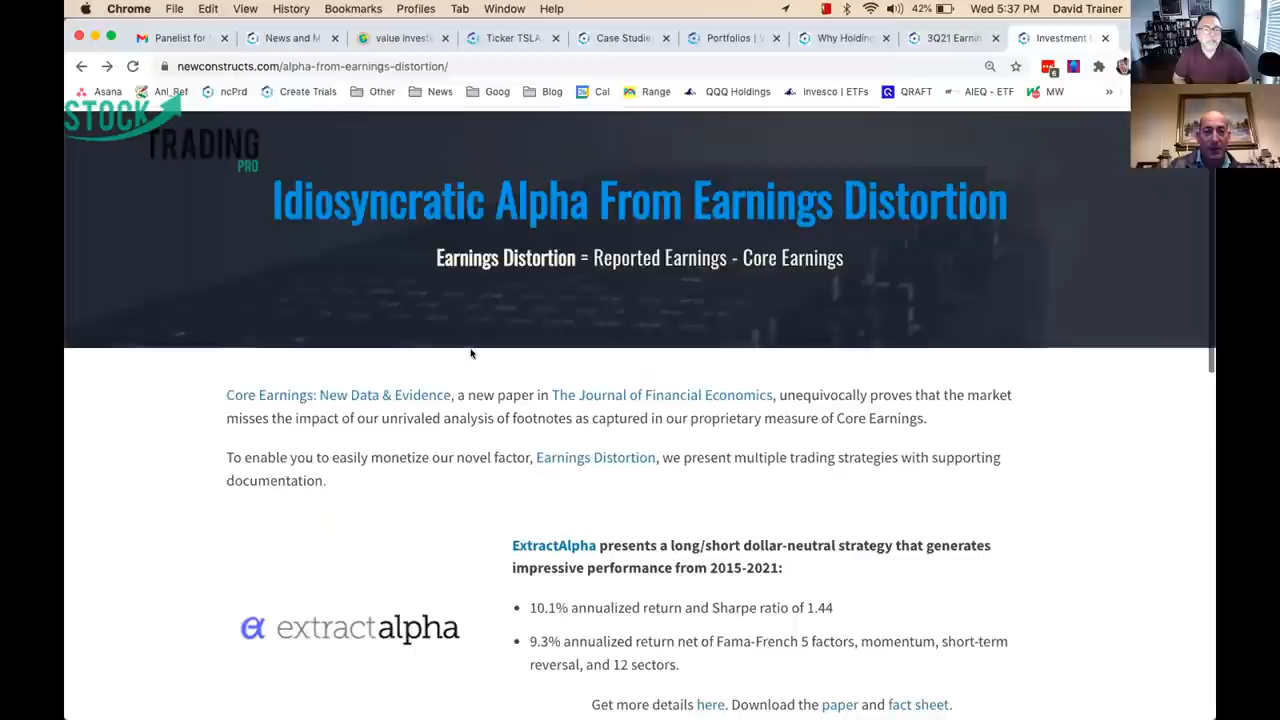 Chrome File Edit View History Bookmarks Profiles Tab Window Help 42% Wed 5:37 PM David Trainer
Panelist for News and M value investi Ticker TSLA Case Studie Portfolios | Why Holding 3Q21 Earnin Investment
newconstructs.com/alpha-from-earnings-distortion/
6
Asana Anl_Ref ncPrd Create Trials Other News Goog Blog Cal Range QQQ Holdings Invesco | ETFs QRAFT AIEQ - ETF MW »
STOCK
TRADING
PRO
Idiosyncratic Alpha From Earnings Distortion
Earnings Distortion = Reported Earnings - Core Earnings
Core Earnings: New Data & Evidence, a new paper in The Journal of Financial Economics, unequivocally proves that the market
misses the impact of our unrivaled analysis of footnotes as captured in our proprietary measure of Core Earnings.
To enable you to easily monetize our novel factor, Earnings Distortion, we present multiple trading strategies with supporting
documentation.
ExtractAlpha presents a long/short dollar-neutral strategy that generates
impressive performance from 2015-2021:
• 10.1% annualized return and Sharpe ratio of 1.44
extractalpha
• 9.3% annualized return net of Fama-French 5 factors, momentum, short-term
reversal, and 12 sectors.
Get more details here. Download the paper and fact sheet.